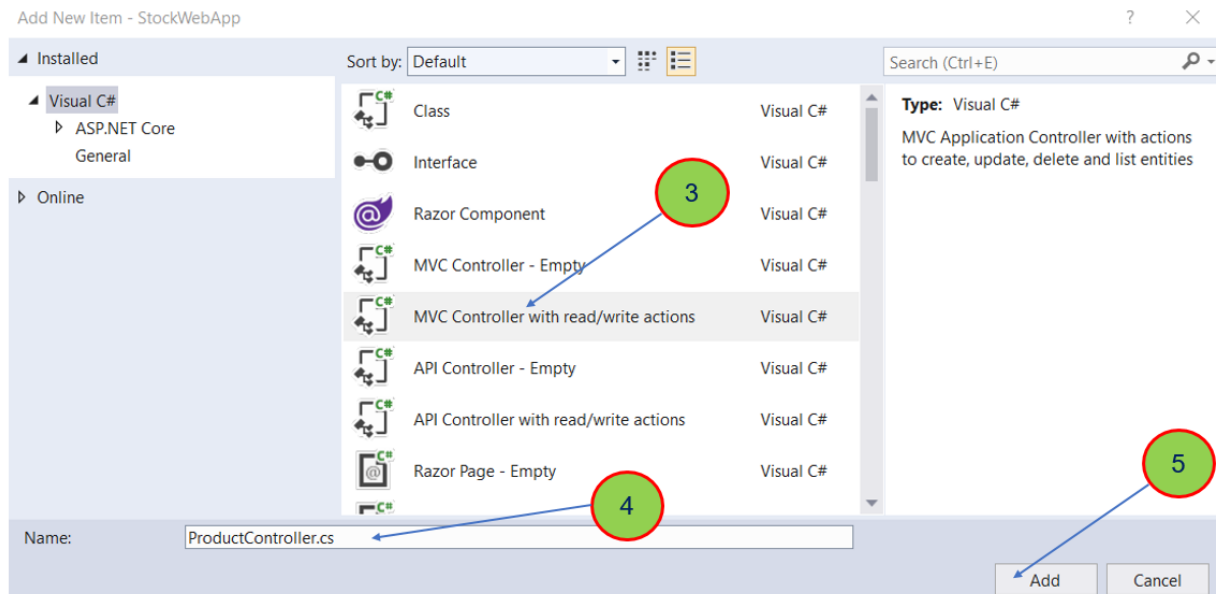 Add New Item - StockWebApp
? ×
Installed
Visual C#
ASP.NET Core
General
Online
Sort by: Default
Class Visual C#
Interface Visual C#
Razor Component Visual C#
MVC Controller - Empty Visual C#
MVC Controller with read/write actions Visual C#
API Controller - Empty Visual C#
API Controller with read/write actions Visual C#
Razor Page - Empty Visual C#
C#
3
4
5
Search (Ctrl+E)
Type: Visual C#
MVC Application Controller with actions
to create, update, delete and list entities
Name: ProductController.cs
Add Cancel